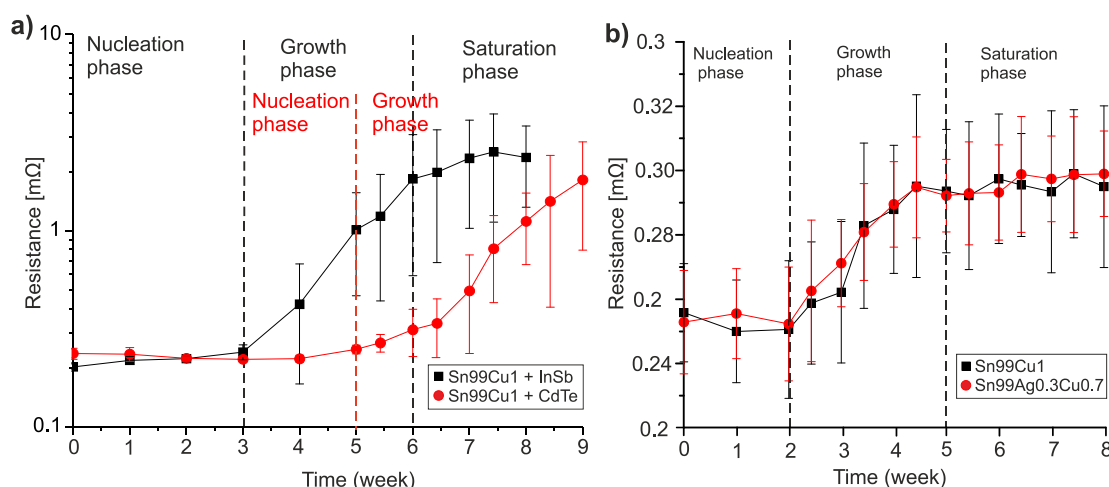 a)
Nucleation
phase
Growth
phase
Saturation
phase
Nucleation
phase
Growth
phase
10
1
0.1
Resistance [mΩ]
Sn99Cu1 + InSb
Sn99Cu1 + CdTe
0 1 2 3 4 5 6 7 8 9
Time (week)
b)
Nucleation
phase
Growth
phase
Saturation
phase
0.3
0.32
0.30
0.28
0.2
0.24
0.2
Resistance [mΩ]
Sn99Cu1
Sn99Ag0.3Cu0.7
0 1 2 3 4 5 6 7 8
Time (week)